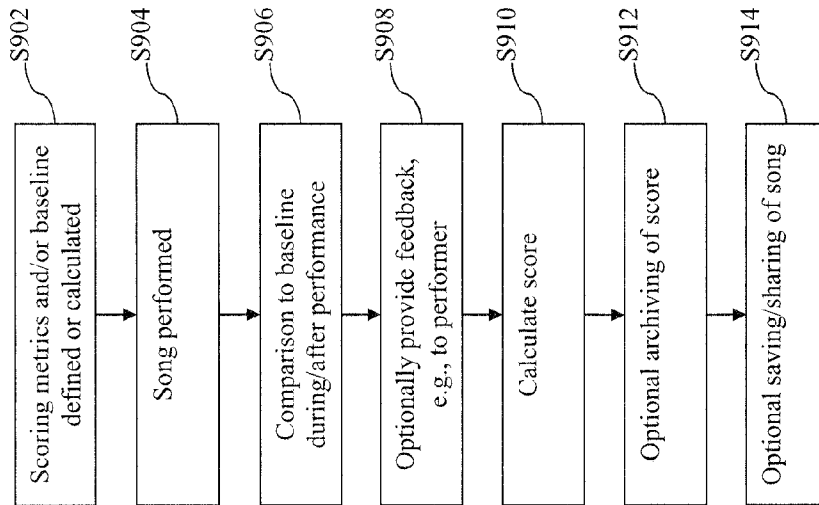 S902
Scoring metrics and/or baseline
defined or calculated
S904
Song performed
S906
Comparison to baseline
during/after performance
S908
Optionally provide feedback,
e.g., to performer
S910
Calculate score
S912
Optional archiving of score
S914
Optional saving/sharing of song